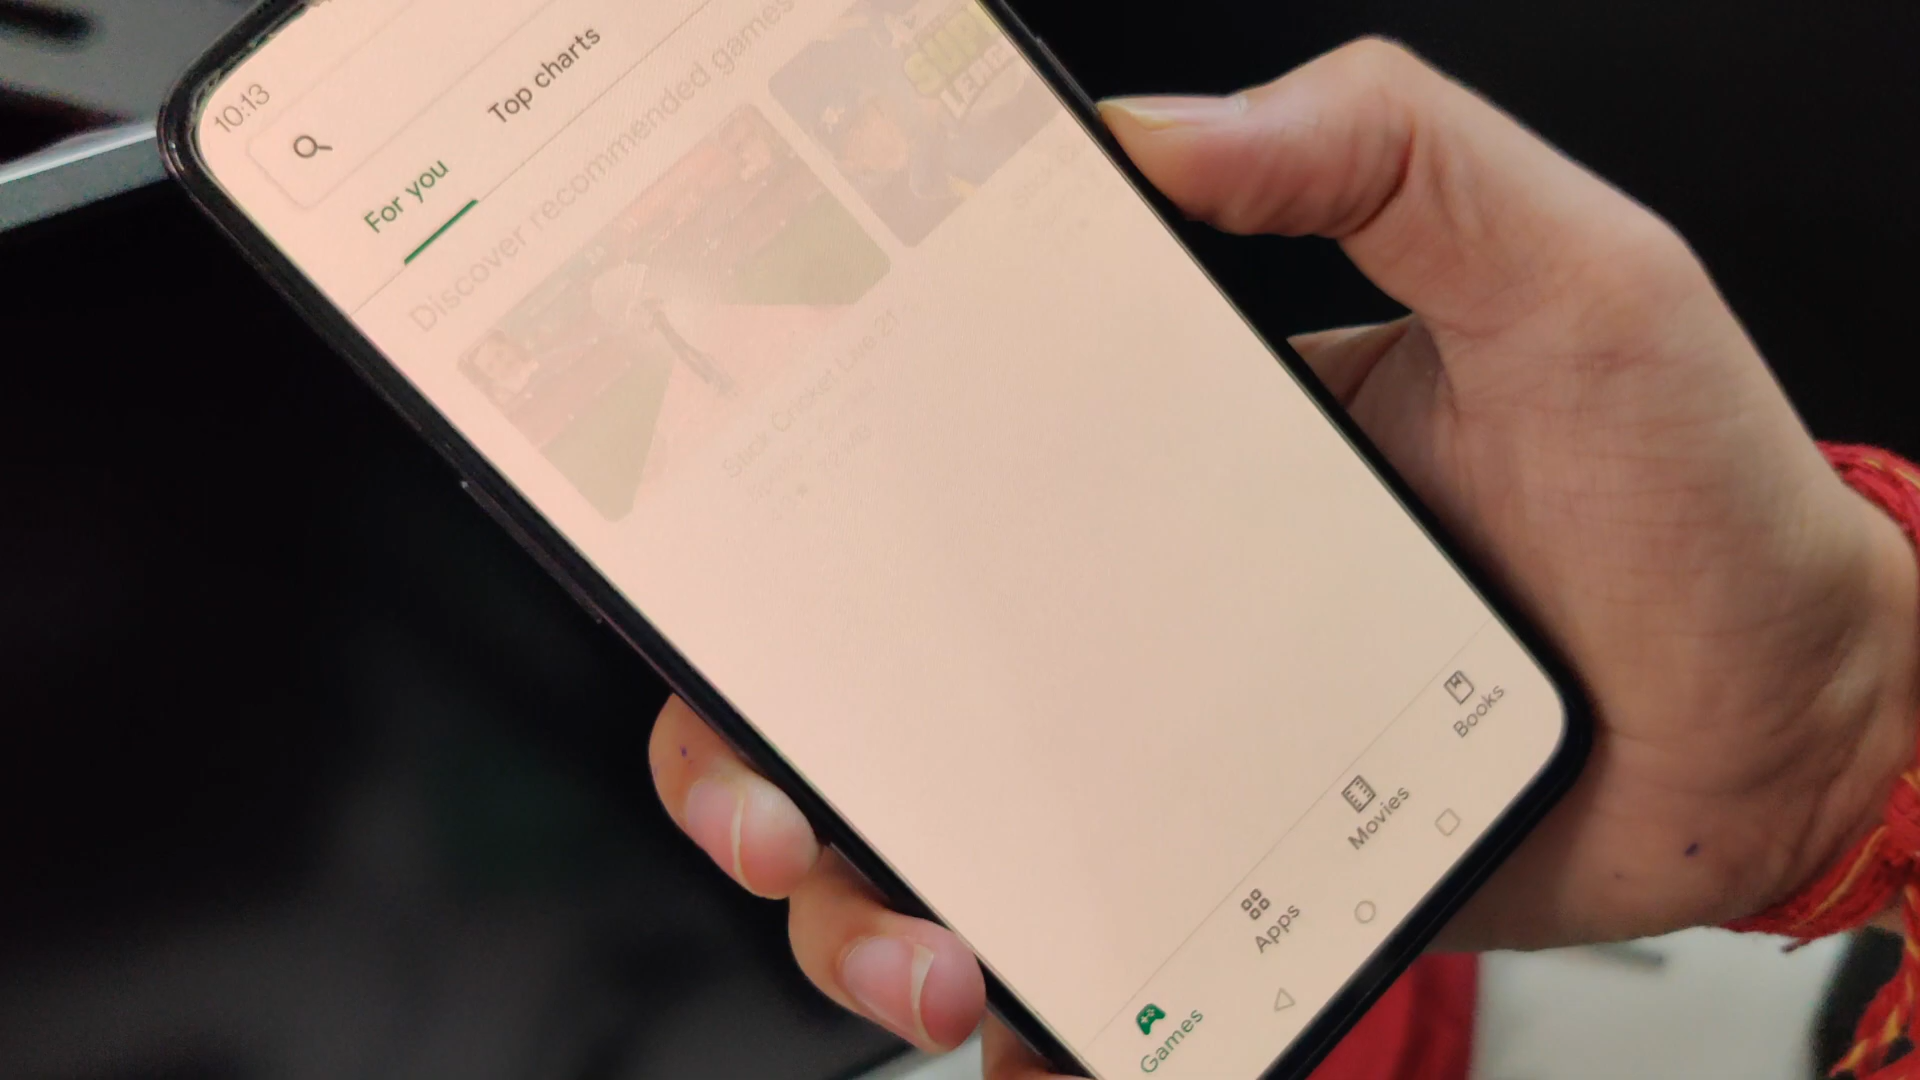 10:13
For you
Top charts
Discover recommended games
Stick Cricket Live 21
Games
Apps
Movies
Books